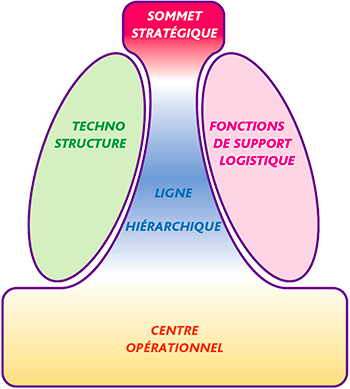 SOMMET
STRATÉGIQUE
TECHNO
STRUCTURE
FONCTIONS
DE SUPPORT
LOGISTIQUE
LIGNE
HIÉRARCHIQUE
CENTRE
OPÉRATIONNEL